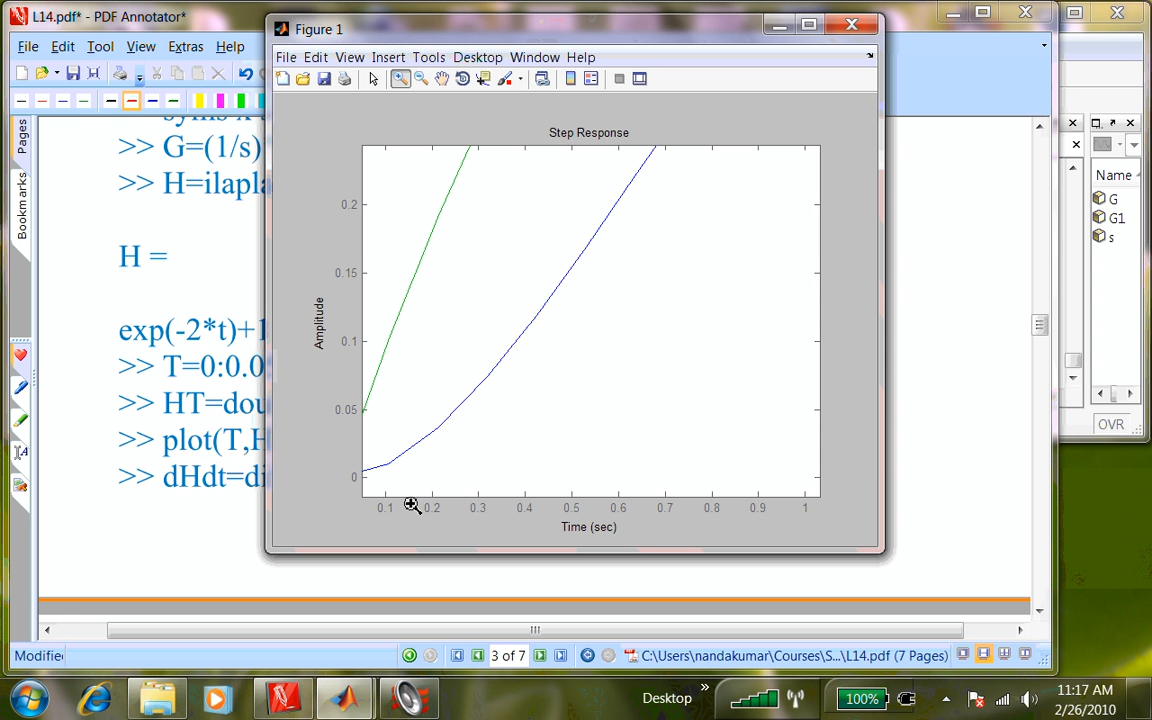 L14.pdf* - PDF Annotator*
File Edit Tool View Extras Help
Pages
Bookmarks
>> G=(1/s)
>> H=ilapla
H =
exp(-2*t)+1
>> T=0:0.0
>> HT=dou
>> plot(T,H
>> dHdt=di
Figure 1
File Edit View Insert Tools Desktop Window Help
Step Response
0.2
0.15
0.1
0.05
0
Amplitude
0.1 0.2 0.3 0.4 0.5 0.6 0.7 0.8 0.9 1
Time (sec)
Name
G
G1
s
OVR
Modifie
3 of 7
C:\Users\nandakumar\Courses\S...\L14.pdf (7 Pages)
Desktop
»
100%
11:17 AM
2/26/2010